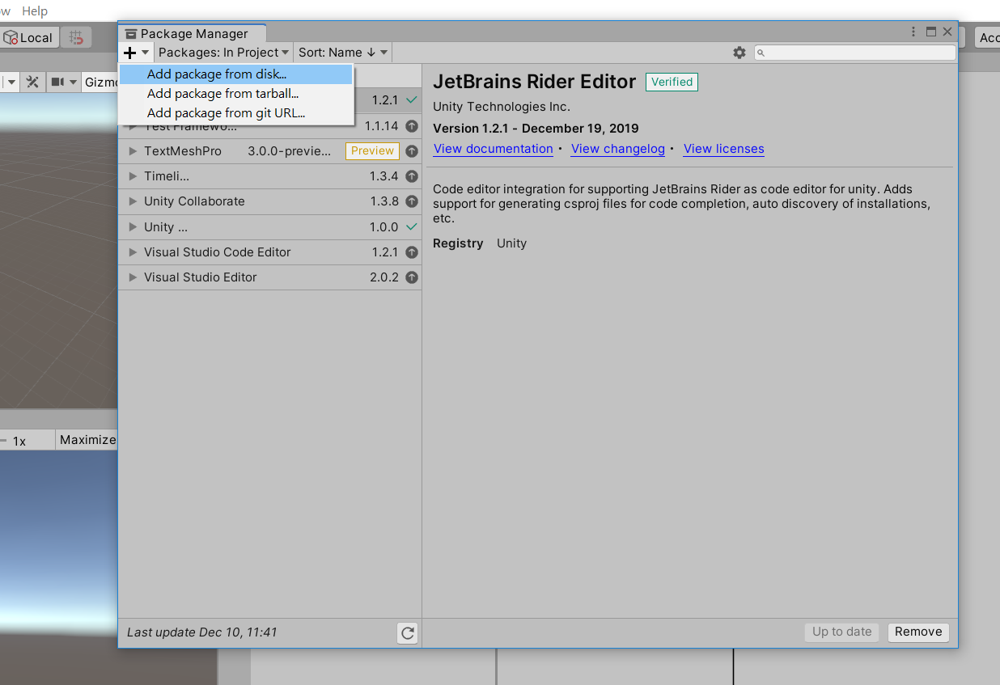 Help
Local
Acc
Package Manager
Packages: In Project
Sort: Name ↓
Gizmo
Add package from disk...
Add package from tarball...
Add package from git URL...
1.2.1
1.1.14
TextMeshPro 3.0.0-previe... Preview
Timeli... 1.3.4
Unity Collaborate 1.3.8
Unity ... 1.0.0
Visual Studio Code Editor 1.2.1
Visual Studio Editor 2.0.2
JetBrains Rider Editor Verified
Unity Technologies Inc.
Version 1.2.1 - December 19, 2019
View documentation • View changelog • View licenses
Code editor integration for supporting JetBrains Rider as code editor for unity. Adds
support for generating csproj files for code completion, auto discovery of installations,
etc.
Registry Unity
1x
Maximize
Last update Dec 10, 11:41
Up to date
Remove